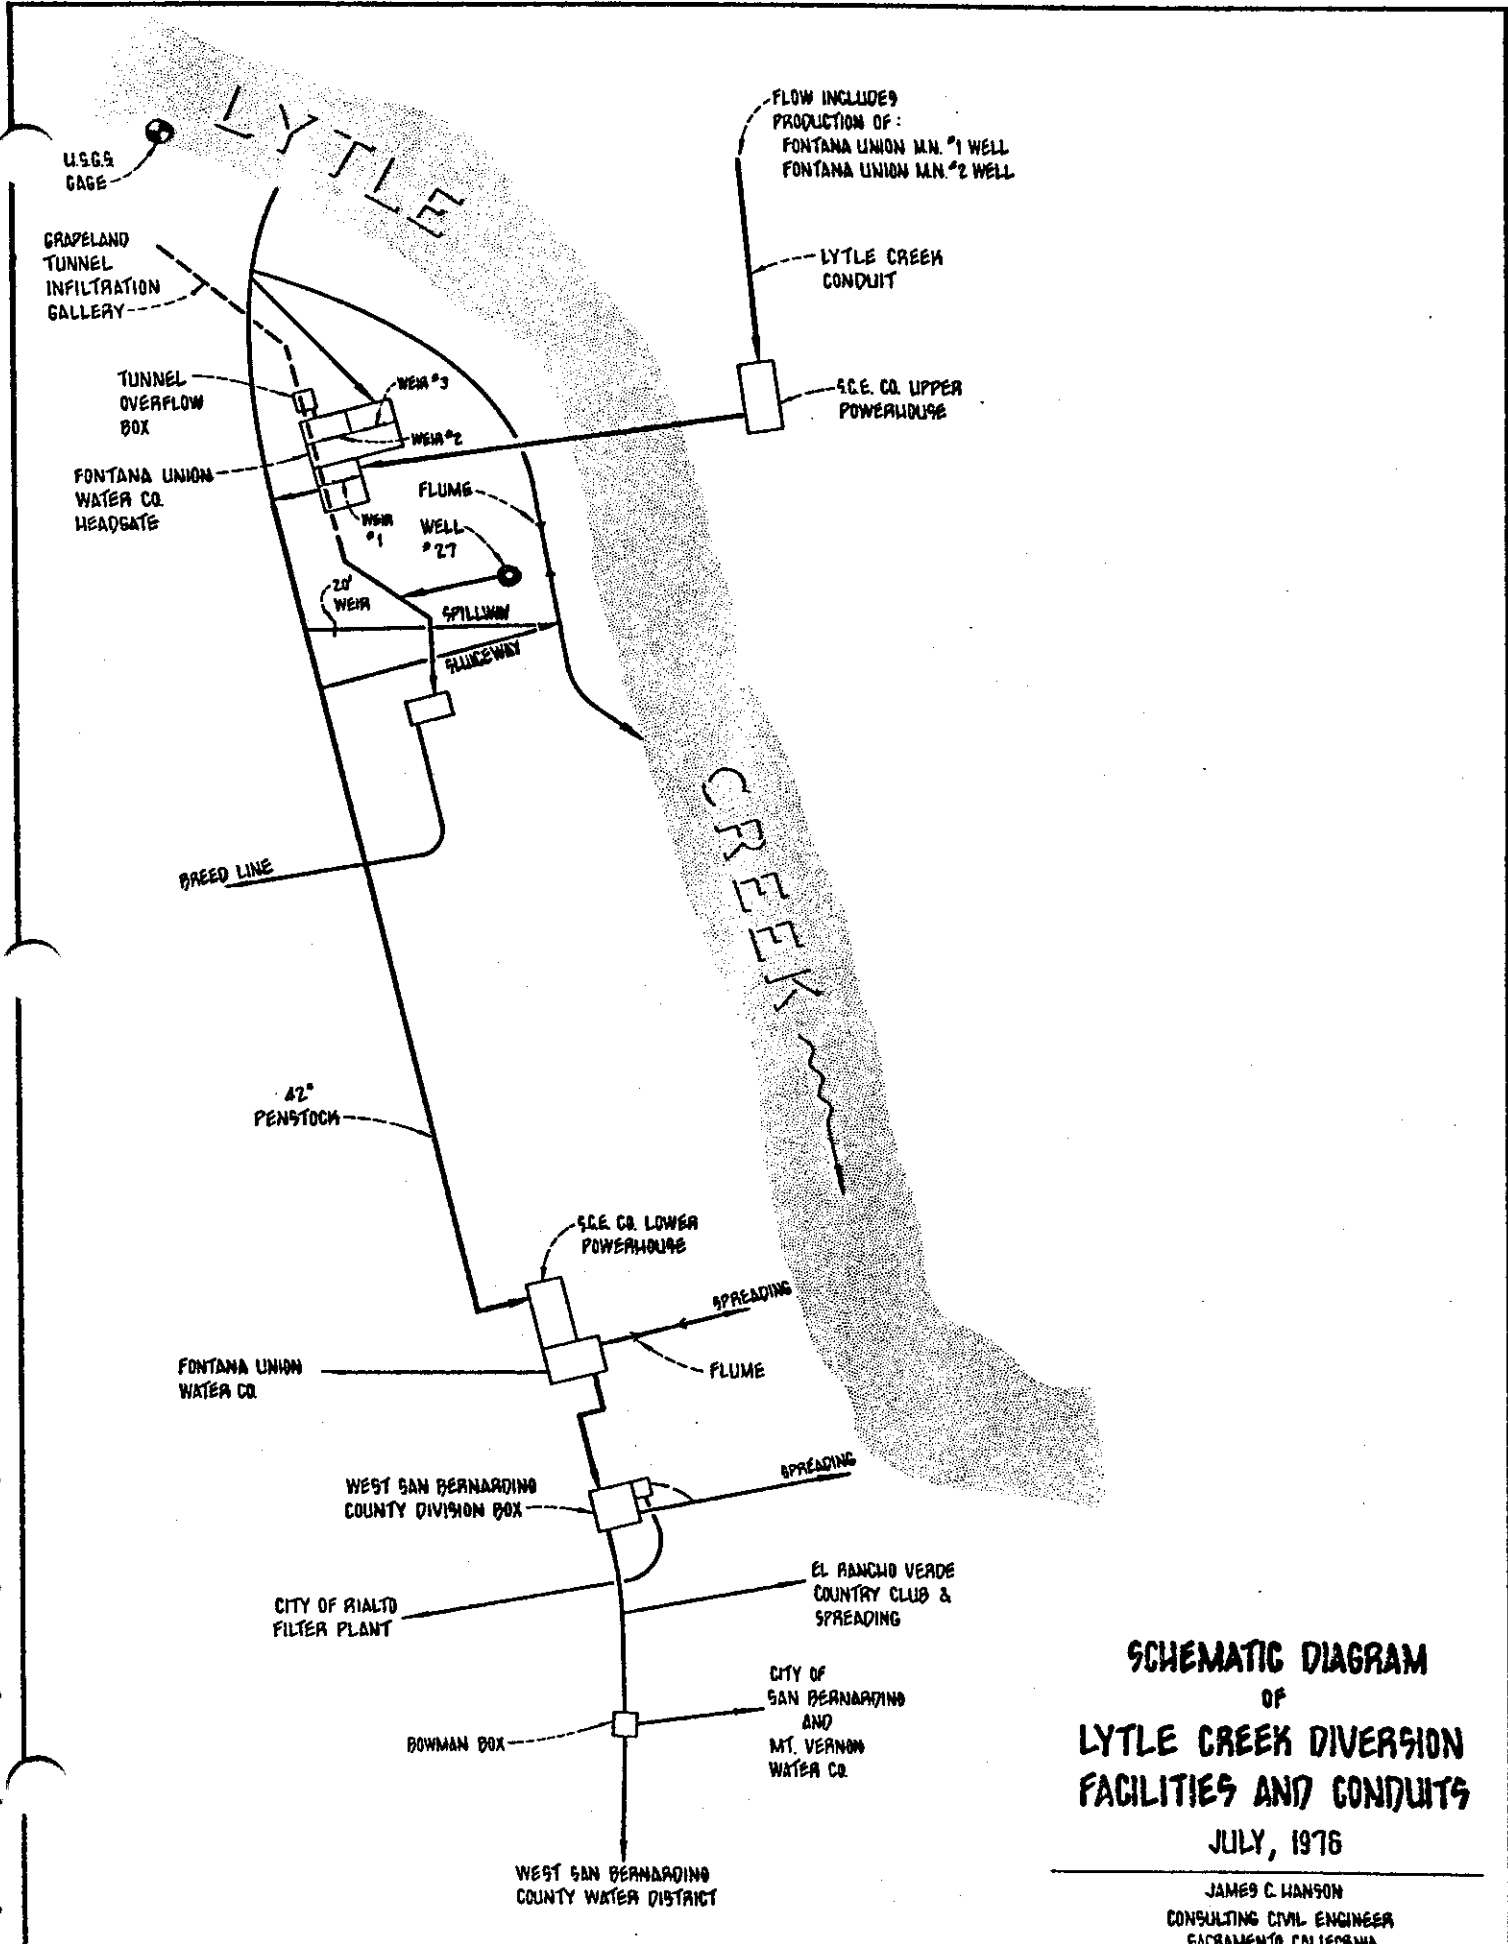 LYTLE
U.S.G.S
GAGE
GRAPELAND
TUNNEL
INFILTRATION
GALLERY
TUNNEL
OVERFLOW
BOX
FONTANA UNION
WATER CO.
HEADGATE
FLOW INCLUDES
PRODUCTION OF :
FONTANA UNION M.N. #1 WELL
FONTANA UNION M.N. #2 WELL
LYTLE CREEK
CONDUIT
S.C.E. CO. UPPER
POWERHOUSE
WEIR #3
WEIR #2
WEIR
#1
FLUME
WELL
#27
20'
WEIR
SPILLWAY
SLUICEWAY
BREED LINE
CREEK
42"
PENSTOCK
S.C.E. CO. LOWER
POWERHOUSE
SPREADING
FLUME
FONTANA UNION
WATER CO.
WEST SAN BERNARDINO
COUNTY DIVISION BOX
SPREADING
CITY OF RIALTO
FILTER PLANT
EL RANCHO VERDE
COUNTRY CLUB &
SPREADING
BOWMAN BOX
CITY OF
SAN BERNARDINO
AND
MT. VERNON
WATER CO.
WEST SAN BERNARDINO
COUNTY WATER DISTRICT
SCHEMATIC DIAGRAM
OF
LYTLE CREEK DIVERSION
FACILITIES AND CONDUITS
JULY, 1976
JAMES C. HANSON
CONSULTING CIVIL ENGINEER
SACRAMENTO, CALIFORNIA